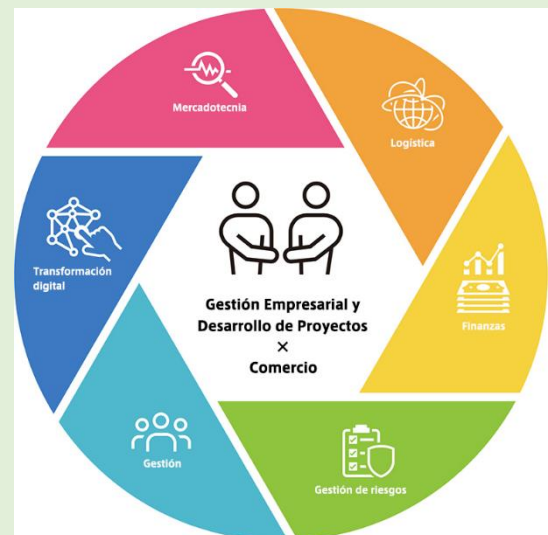 Mercadotecnia
Logística
Transformación
digital
Gestión Empresarial y
Desarrollo de Proyectos
×
Comercio
Finanzas
Gestión
Gestión de riesgos